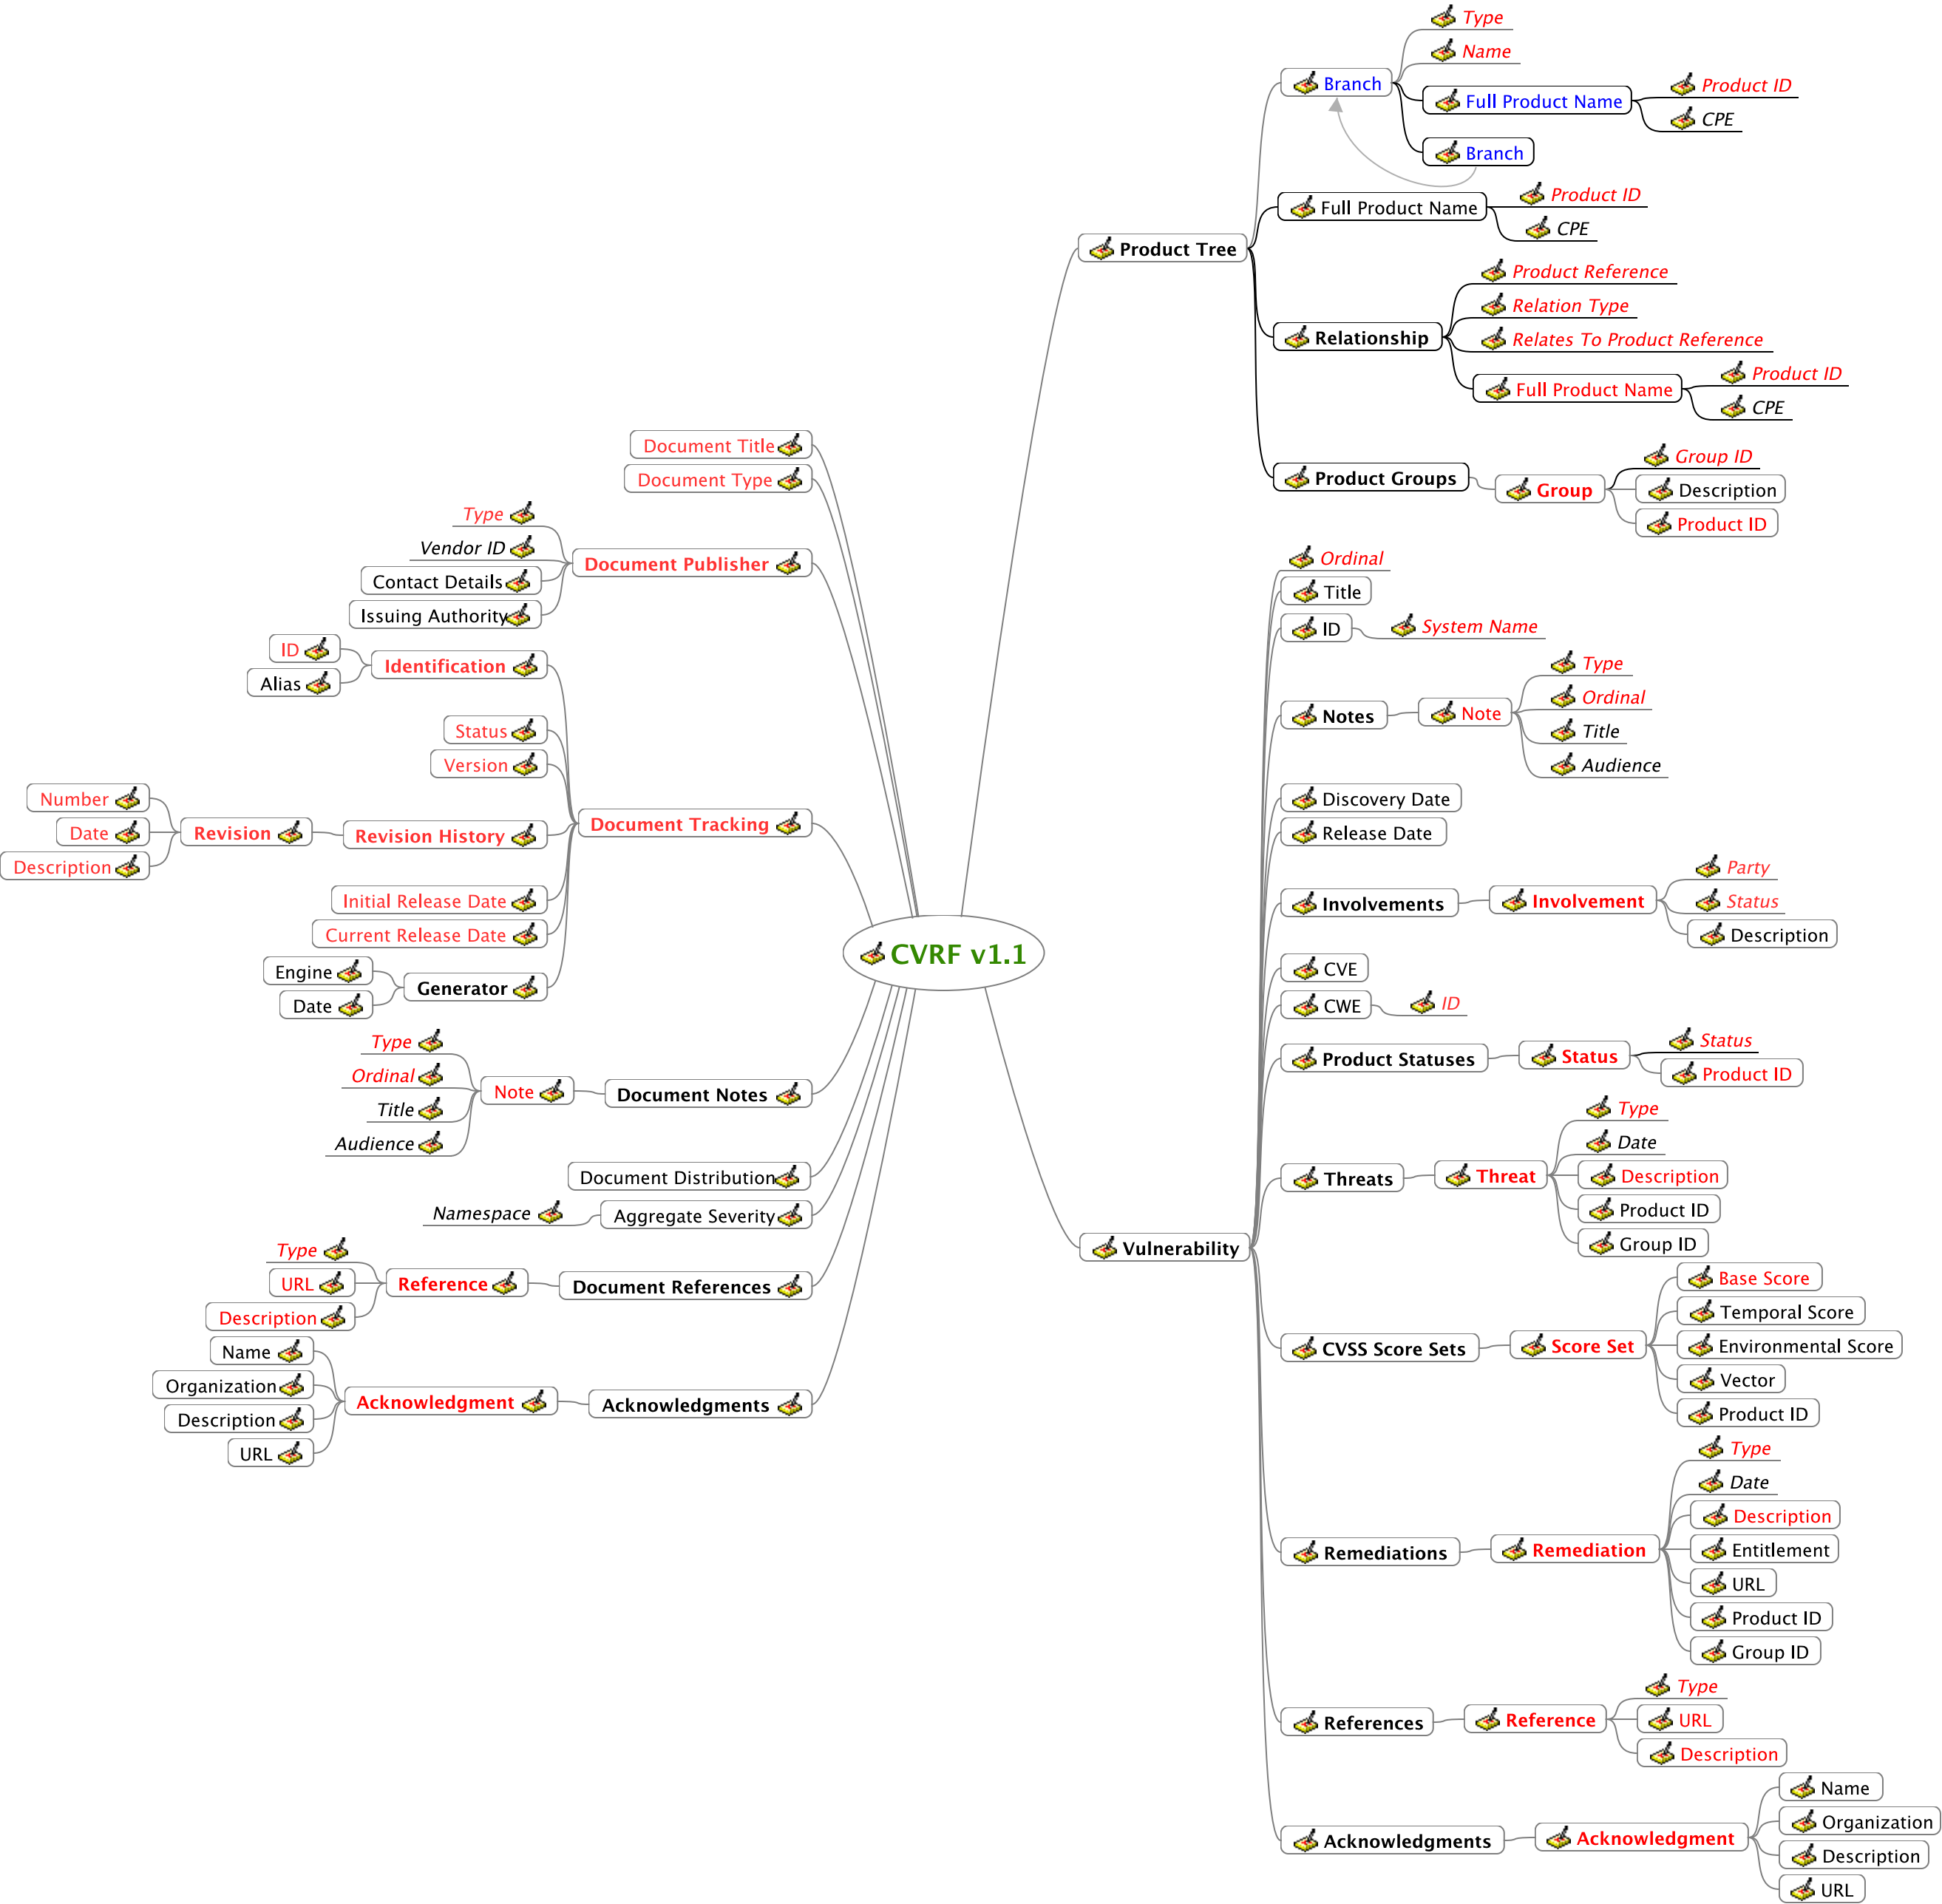 CVRF v1.1
Document Title
Document Type
Document Publisher
Type
Vendor ID
Contact Details
Issuing Authority
Document Tracking
Identification
ID
Alias
Status
Version
Revision History
Revision
Number
Date
Description
Initial Release Date
Current Release Date
Generator
Engine
Date
Document Notes
Note
Type
Ordinal
Title
Audience
Document Distribution
Aggregate Severity
Namespace
Document References
Reference
Type
URL
Description
Acknowledgments
Acknowledgment
Name
Organization
Description
URL
Product Tree
Branch
Type
Name
Full Product Name
Product ID
CPE
Branch
Full Product Name
Product ID
CPE
Relationship
Product Reference
Relation Type
Relates To Product Reference
Full Product Name
Product ID
CPE
Product Groups
Group
Group ID
Description
Product ID
Vulnerability
Ordinal
Title
ID
System Name
Notes
Note
Type
Ordinal
Title
Audience
Discovery Date
Release Date
Involvements
Involvement
Party
Status
Description
CVE
CWE
ID
Product Statuses
Status
Status
Product ID
Threats
Threat
Type
Date
Description
Product ID
Group ID
CVSS Score Sets
Score Set
Base Score
Temporal Score
Environmental Score
Vector
Product ID
Remediations
Remediation
Type
Date
Description
Entitlement
URL
Product ID
Group ID
References
Reference
Type
URL
Description
Acknowledgments
Acknowledgment
Name
Organization
Description
URL